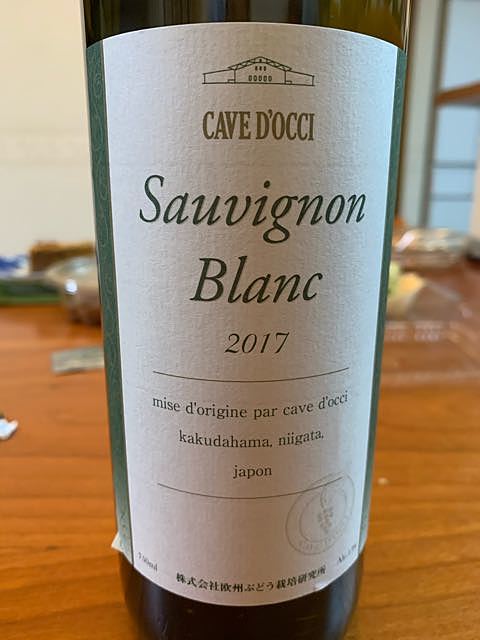 CAVE D'OCCI
Sauvignon
Blanc
2017
mise d'origine par cave d'occi
kakudahama, niigata,
japon
750ml
株式会社欧州ぶどう栽培研究所